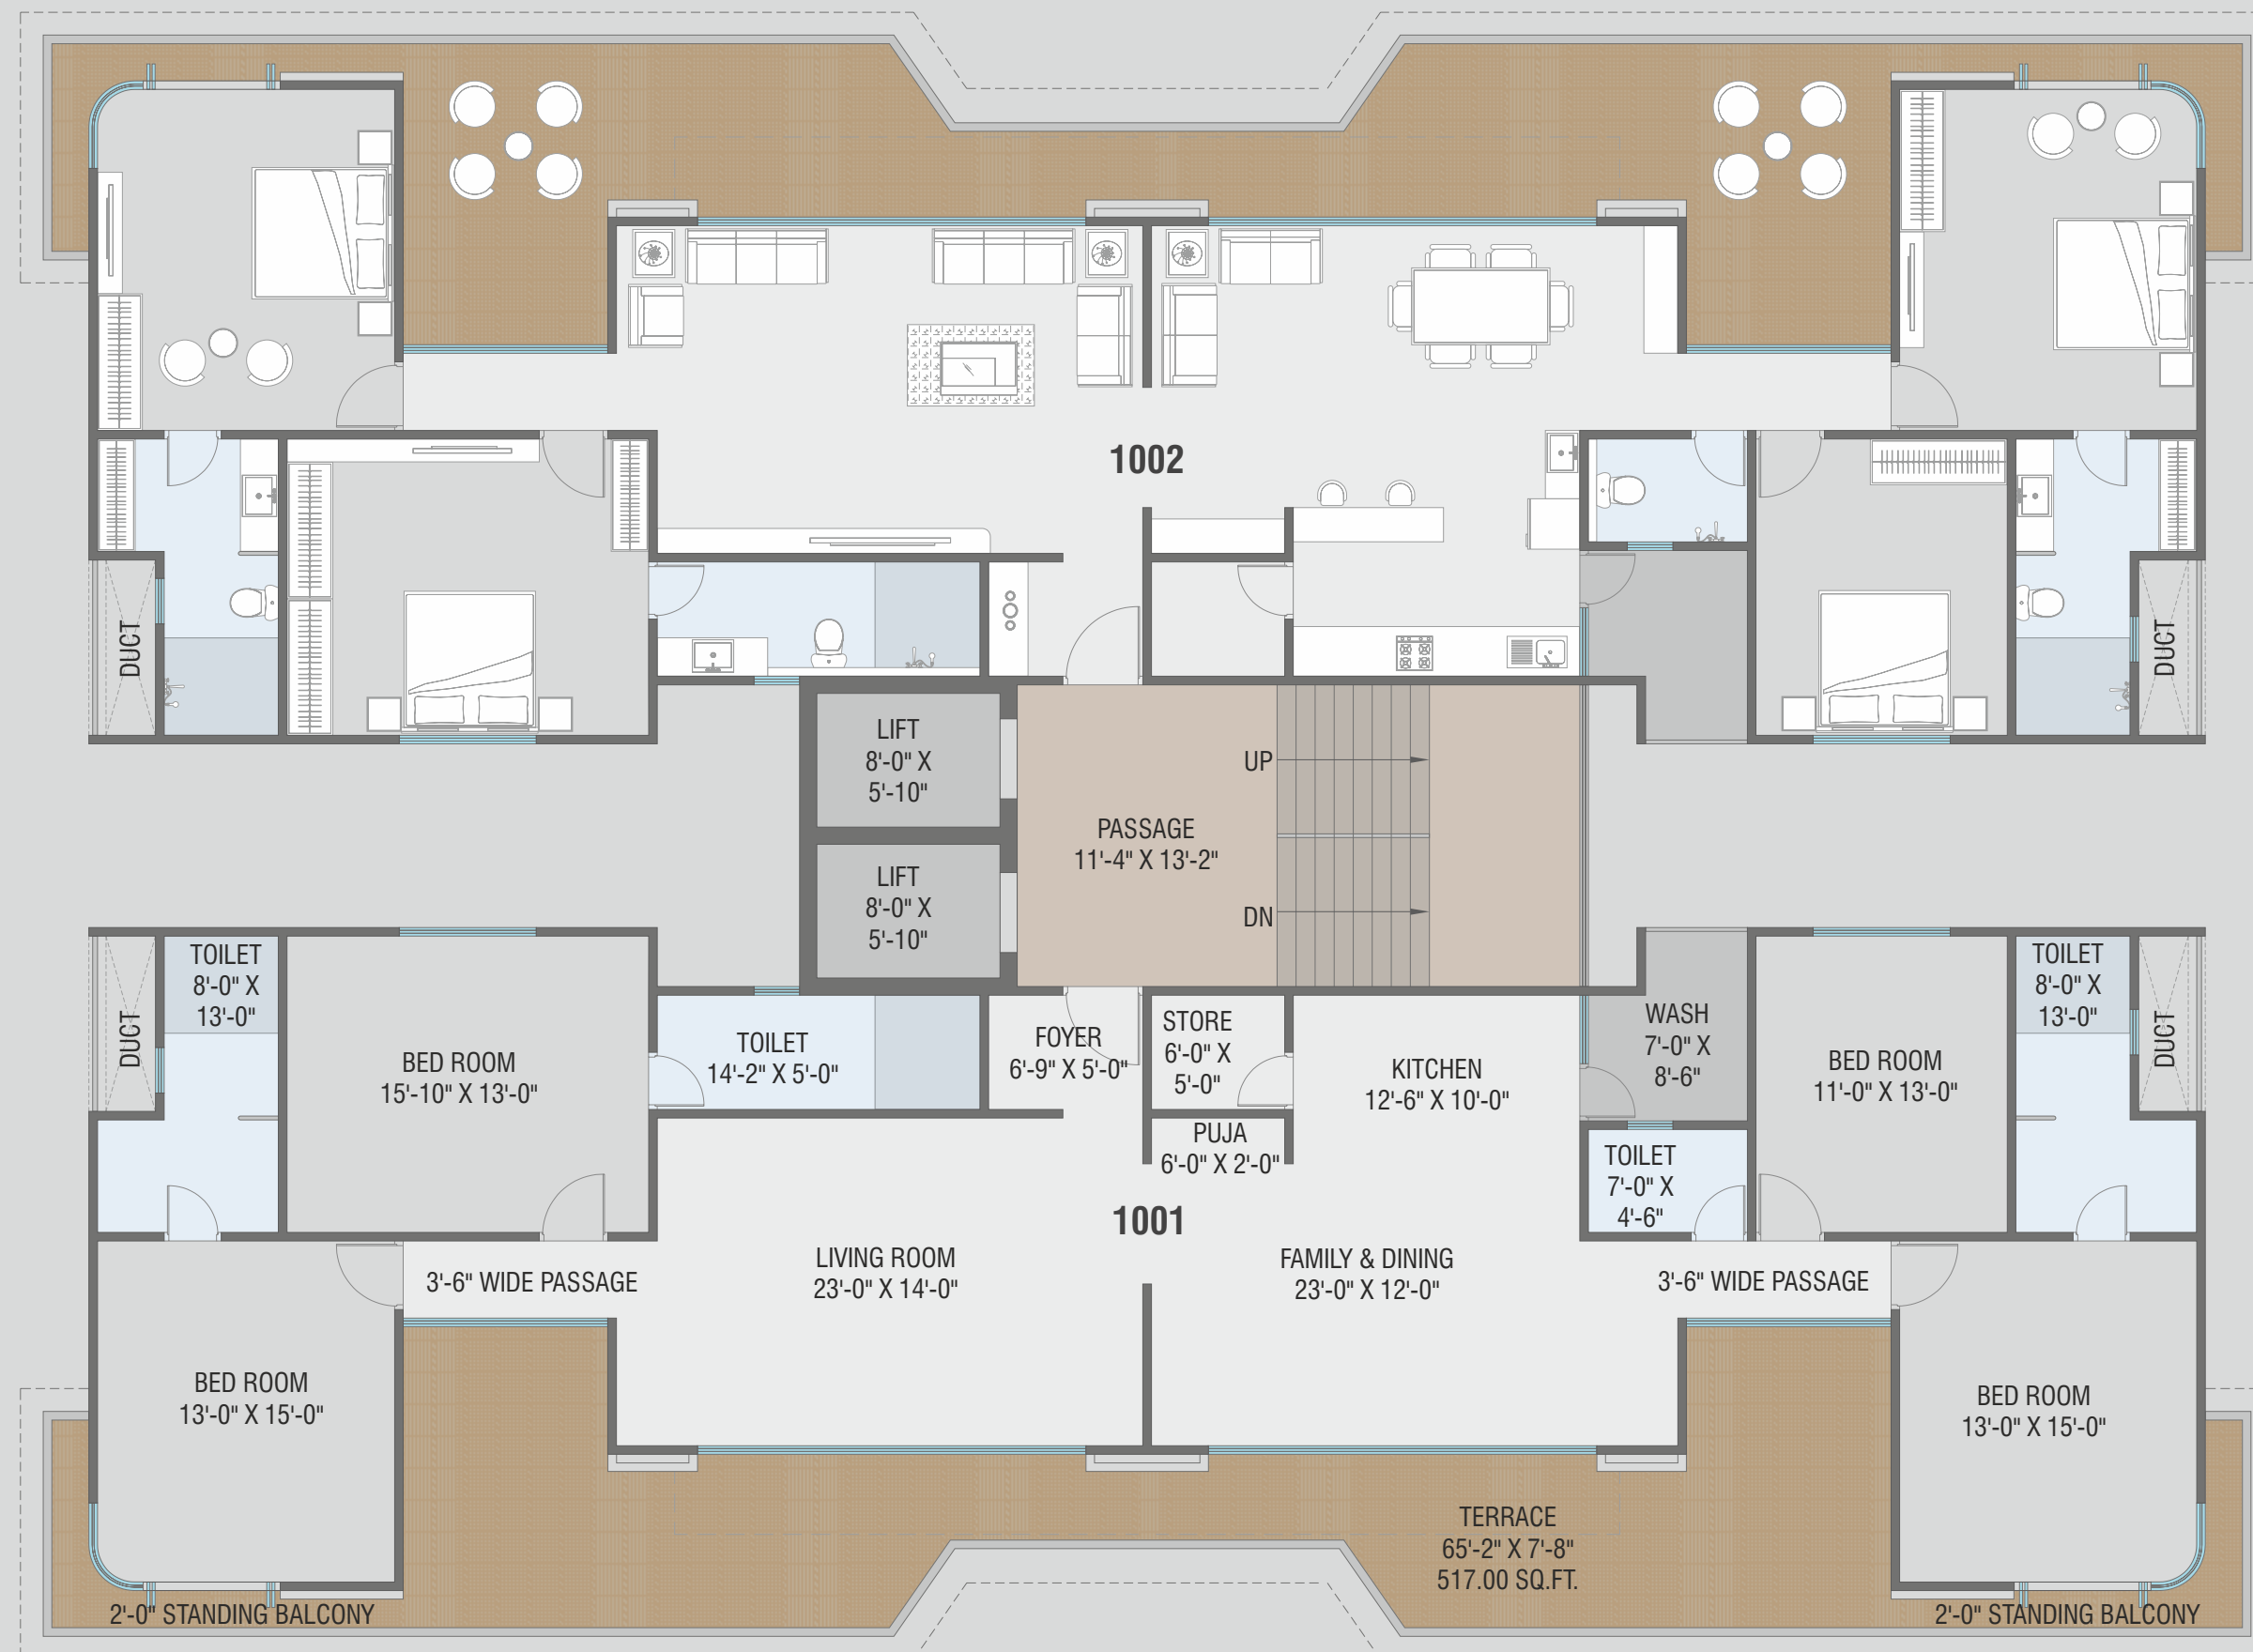 1002
DUCT
DUCT
LIFT
8'-0" X
5'-10"
UP
PASSAGE
11'-4" X 13'-2"
LIFT
8'-0" X
5'-10"
DN
TOILET
8'-0" X
13'-0"
DUCT
BED ROOM
15'-10" X 13'-0"
TOILET
14'-2" X 5'-0"
FOYER
6'-9" X 5'-0"
STORE
6'-0" X
5'-0"
KITCHEN
12'-6" X 10'-0"
WASH
7'-0" X
8'-6"
BED ROOM
11'-0" X 13'-0"
TOILET
8'-0" X
13'-0"
DUCT
PUJA
6'-0" X 2'-0"
TOILET
7'-0" X
4'-6"
1001
3'-6" WIDE PASSAGE
LIVING ROOM
23'-0" X 14'-0"
FAMILY & DINING
23'-0" X 12'-0"
3'-6" WIDE PASSAGE
BED ROOM
13'-0" X 15'-0"
BED ROOM
13'-0" X 15'-0"
TERRACE
65'-2" X 7'-8"
517.00 SQ.FT.
2'-0" STANDING BALCONY
2'-0" STANDING BALCONY